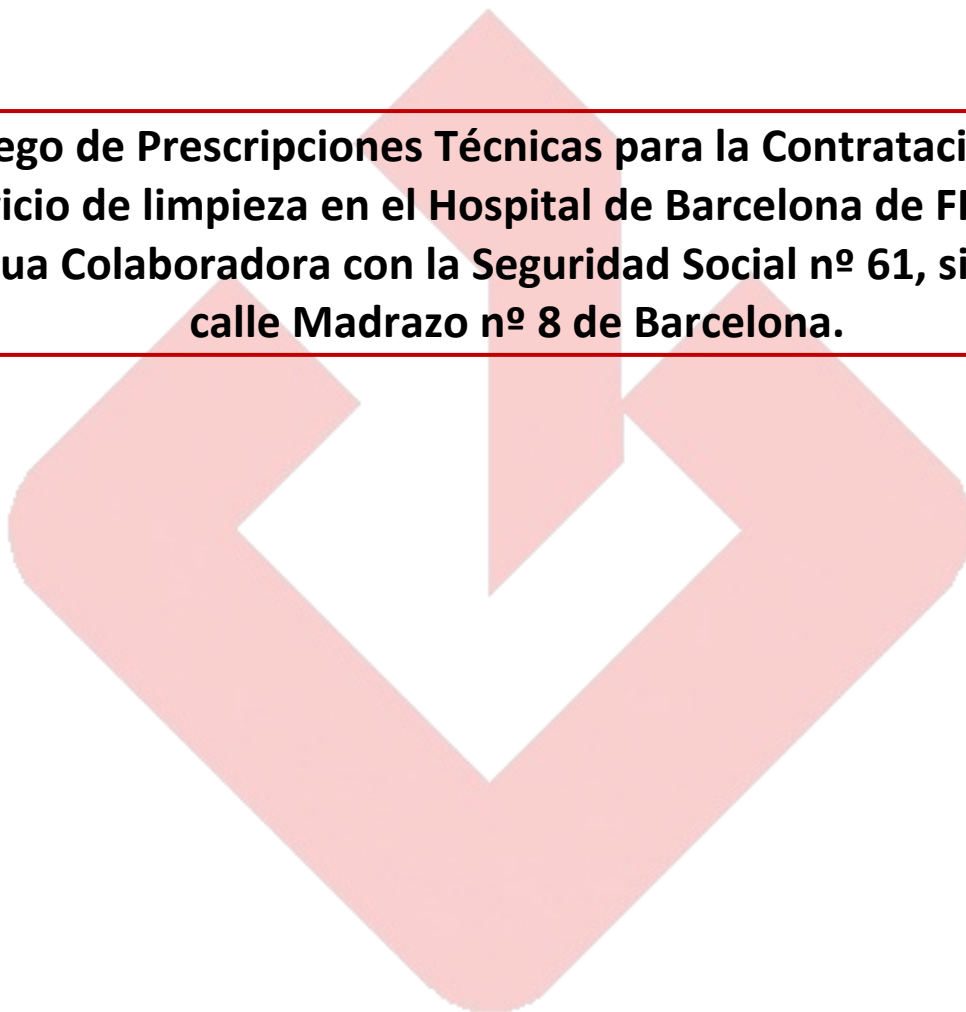 ego de Prescripciones Técnicas para la Contrataci
icio de limpieza en el Hospital de Barcelona de F
ua Colaboradora con la Seguridad Social nº 61, si
calle Madrazo nº 8 de Barcelona.